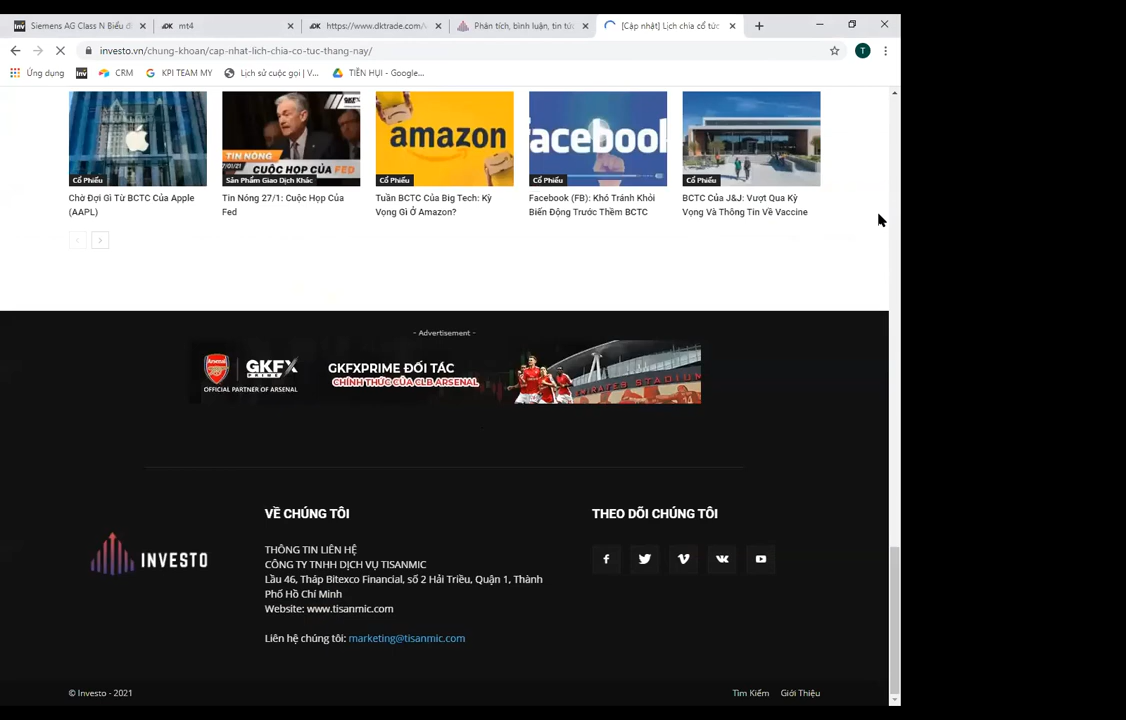 Siemens AG Class N Biểu đ
mt4
https://www.dktrade.com/
Phân tích, bình luận, tin tức
[Cập nhật] Lịch chia cổ tức
investo.vn/chung-khoan/cap-nhat-lich-chia-co-tuc-thang-nay/
T
Ứng dụng
Inv
CRM
KPI TEAM MY
Lịch sử cuộc gọi | V...
TIỀN HỤI - Google...
amazon
facebook
GKFX
TIN NÓNG
27/01/21
CUỘC HỌP CỦA FED
Cổ Phiếu
Sản Phẩm Giao Dịch Khác
Cổ Phiếu
Cổ Phiếu
Cổ Phiếu
Chờ Đợi Gì Từ BCTC Của Apple
(AAPL)
Tin Nóng 27/1: Cuộc Họp Của
Fed
Tuần BCTC Của Big Tech: Kỳ
Vọng Gì Ở Amazon?
Facebook (FB): Khó Tránh Khỏi
Biến Động Trước Thềm BCTC
BCTC Của J&J: Vượt Qua Kỳ
Vọng Và Thông Tin Về Vaccine
- Advertisement -
GKFX
PRIME
OFFICIAL PARTNER OF ARSENAL
GKFXPRIME ĐỐI TÁC
CHÍNH THỨC CỦA CLB ARSENAL
EMIRATES STADIUM
INVESTO
VỀ CHÚNG TÔI
THÔNG TIN LIÊN HỆ
CÔNG TY TNHH DỊCH VỤ TISANMIC
Lầu 46, Tháp Bitexco Financial, số 2 Hải Triều, Quận 1, Thành
Phố Hồ Chí Minh
Website: www.tisanmic.com
Liên hệ chúng tôi: marketing@tisanmic.com
THEO DÕI CHÚNG TÔI
© Investo - 2021
Tìm Kiếm
Giới Thiệu